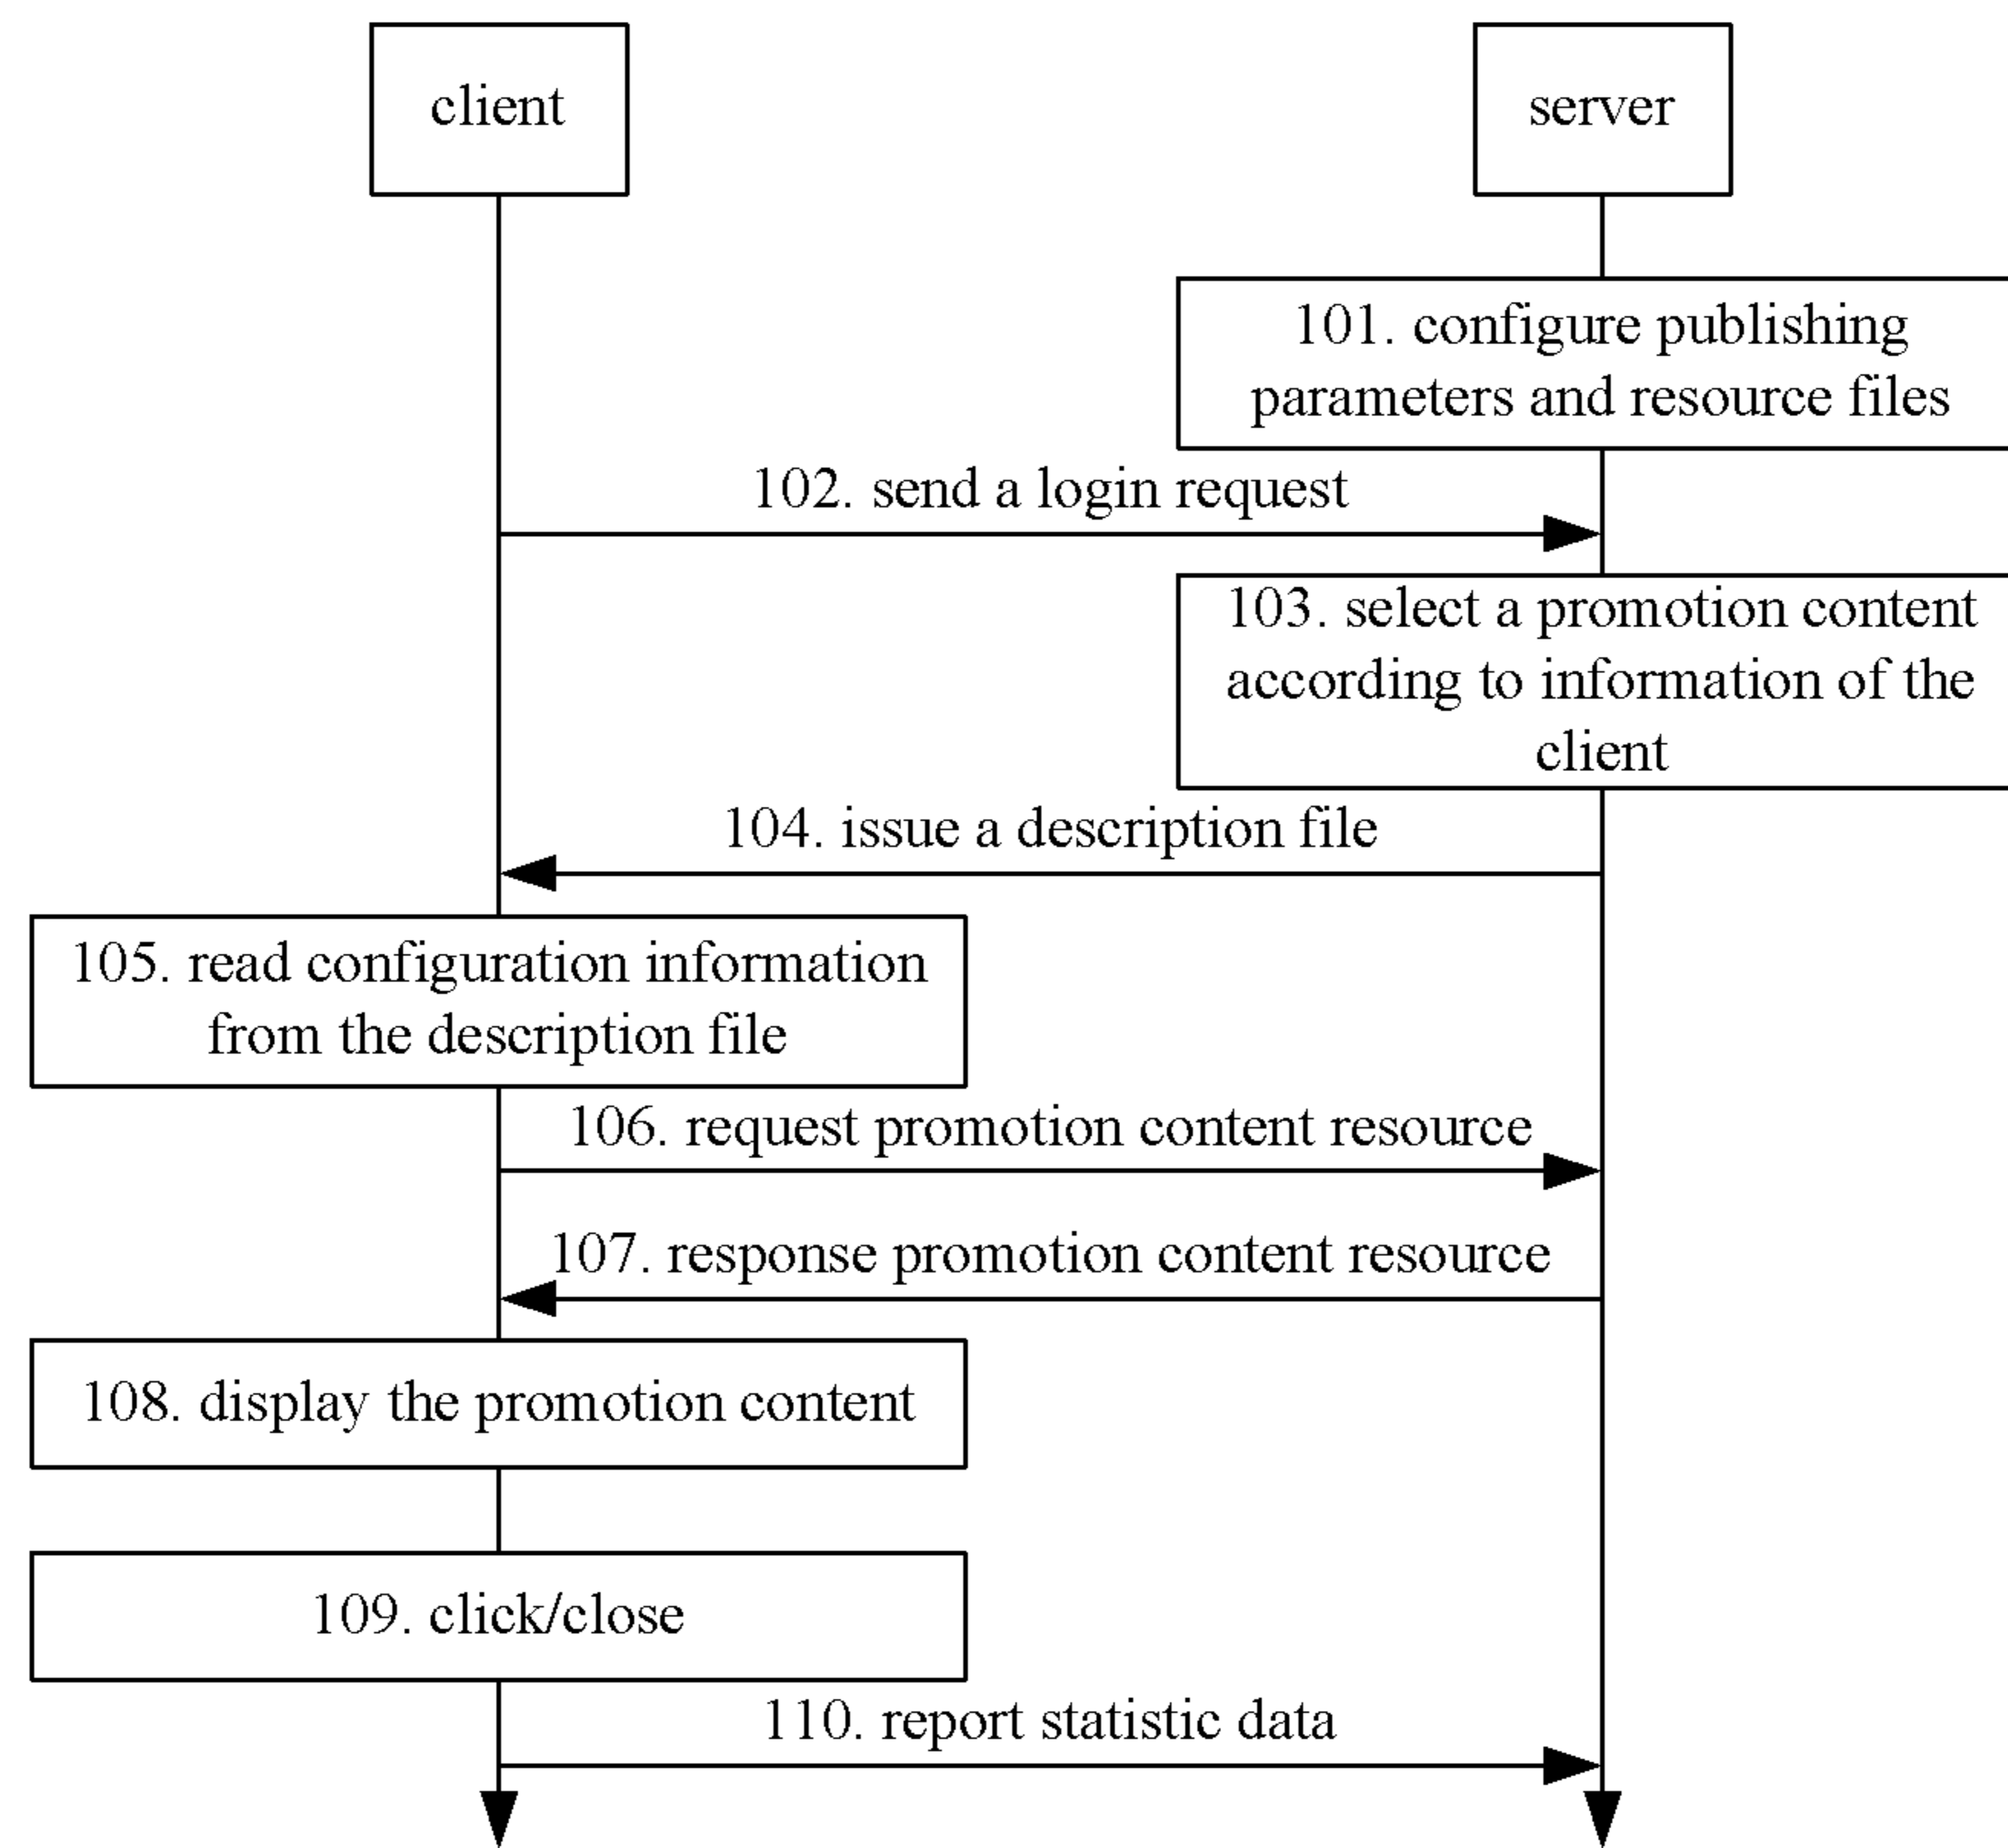 client
server
101. configure publishing
parameters and resource files
102. send a login request
103. select a promotion content
according to information of the
client
104. issue a description file
105. read configuration information
from the description file
106. request promotion content resource
107. response promotion content resource
108. display the promotion content
109. click/close
110. report statistic data